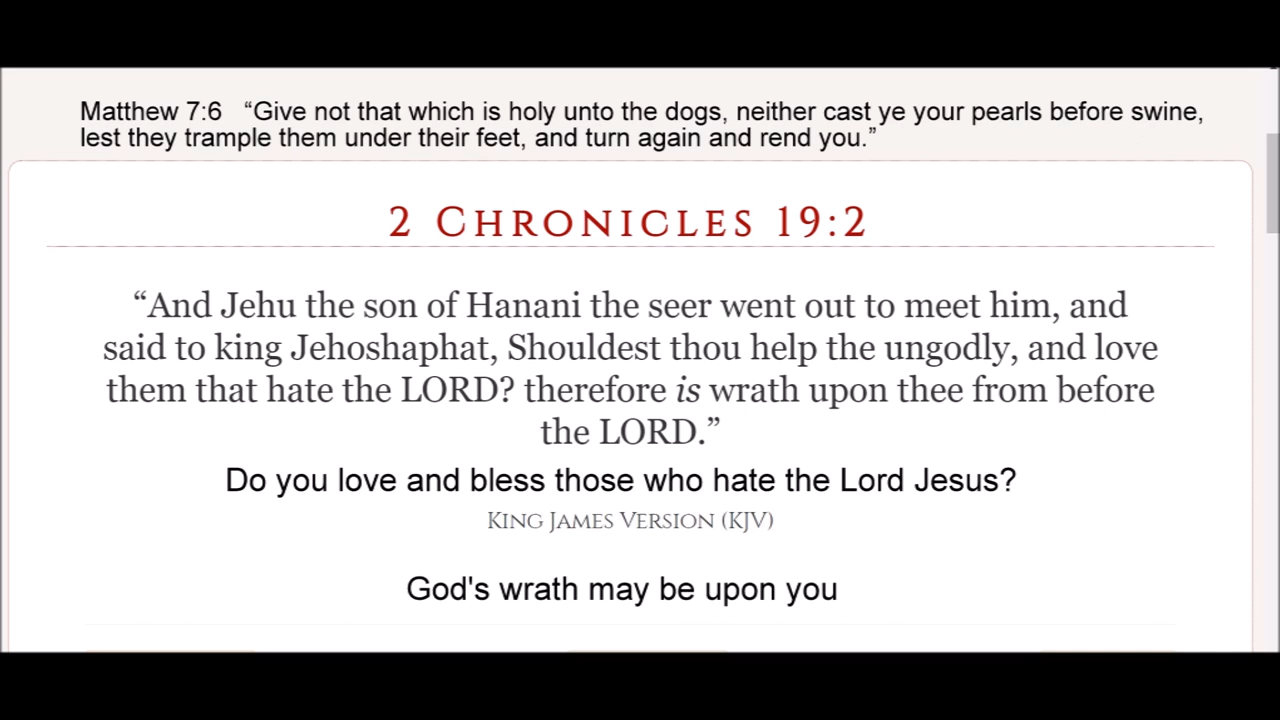 Matthew 7:6 “Give not that which is holy unto the dogs, neither cast ye your pearls before swine,
lest they trample them under their feet, and turn again and rend you.”
2 Chronicles 19:2
“And Jehu the son of Hanani the seer went out to meet him, and
said to king Jehoshaphat, Shouldest thou help the ungodly, and love
them that hate the LORD? therefore is wrath upon thee from before
the LORD.”
Do you love and bless those who hate the Lord Jesus?
King James Version (KJV)
God's wrath may be upon you